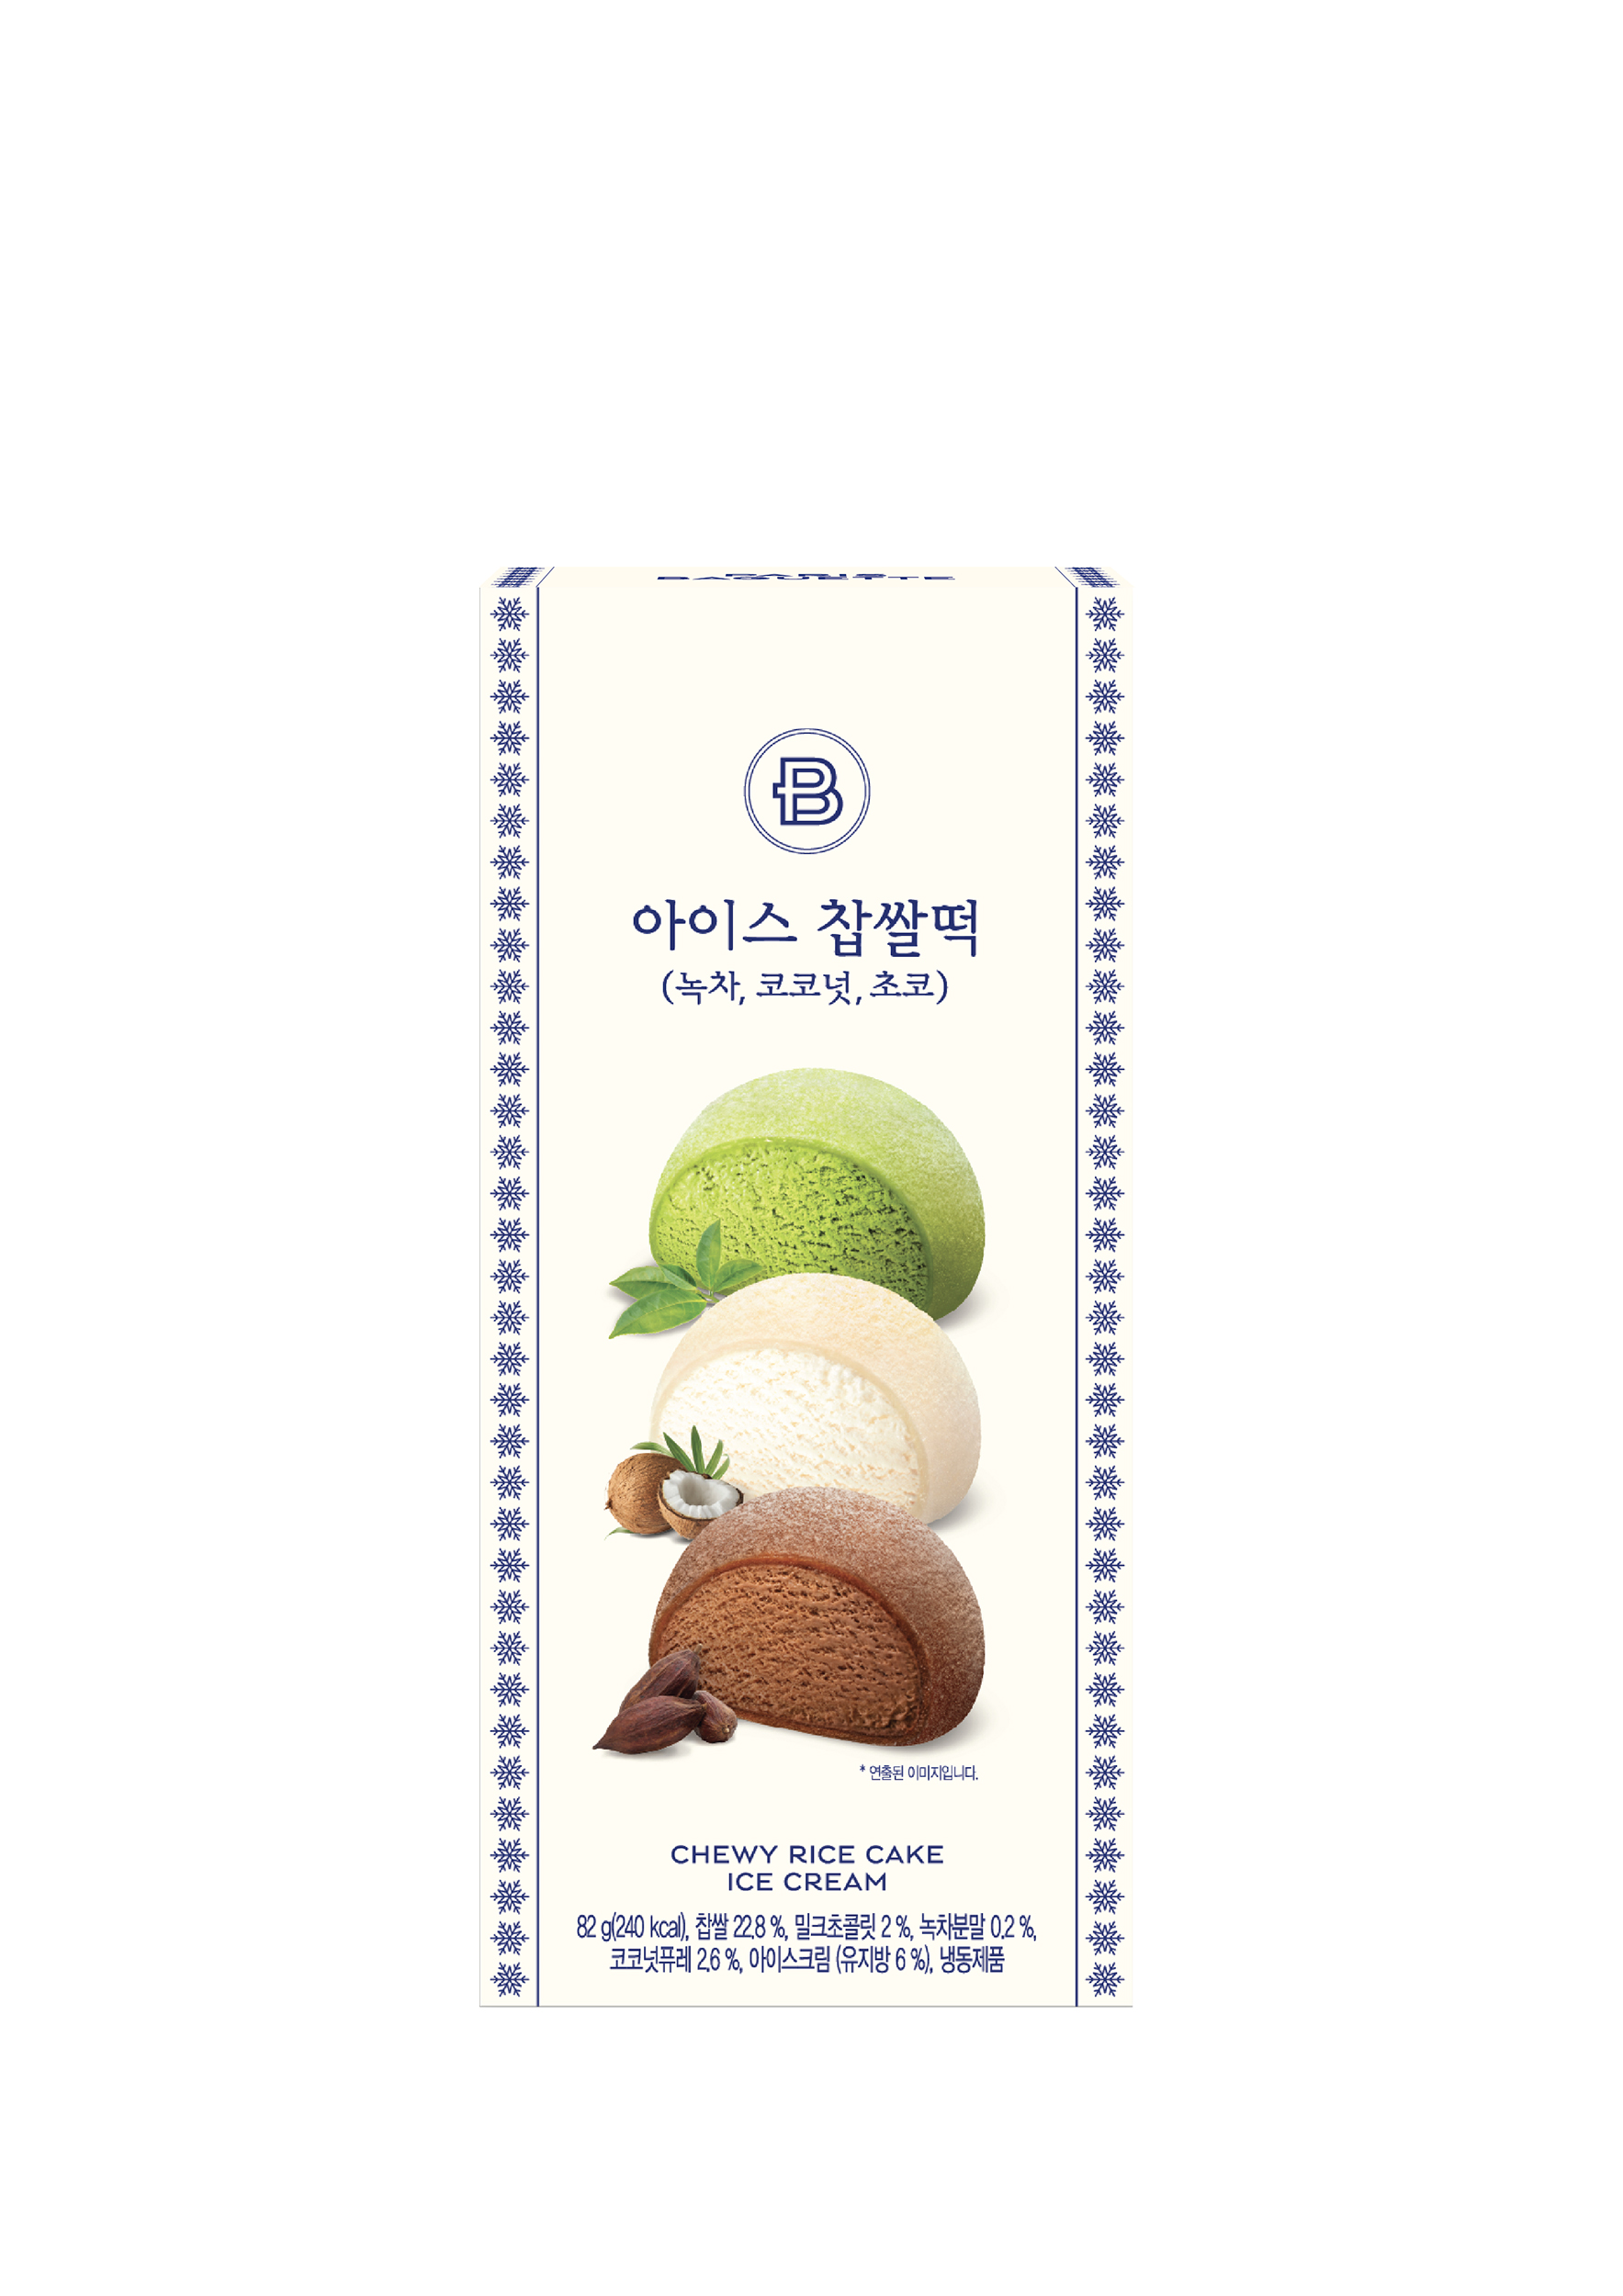 PARIS
BAGUETTE
B
아이스 찹쌀떡
(녹차, 코코넛, 초코)
* 연출된 이미지입니다.
CHEWY RICE CAKE
ICE CREAM
82 g(240 kcal), 찹쌀 22.8 %, 밀크초콜릿 2 %, 녹차분말 0.2 %,
코코넛퓨레 2.6 %, 아이스크림 (유지방 6 %), 냉동제품